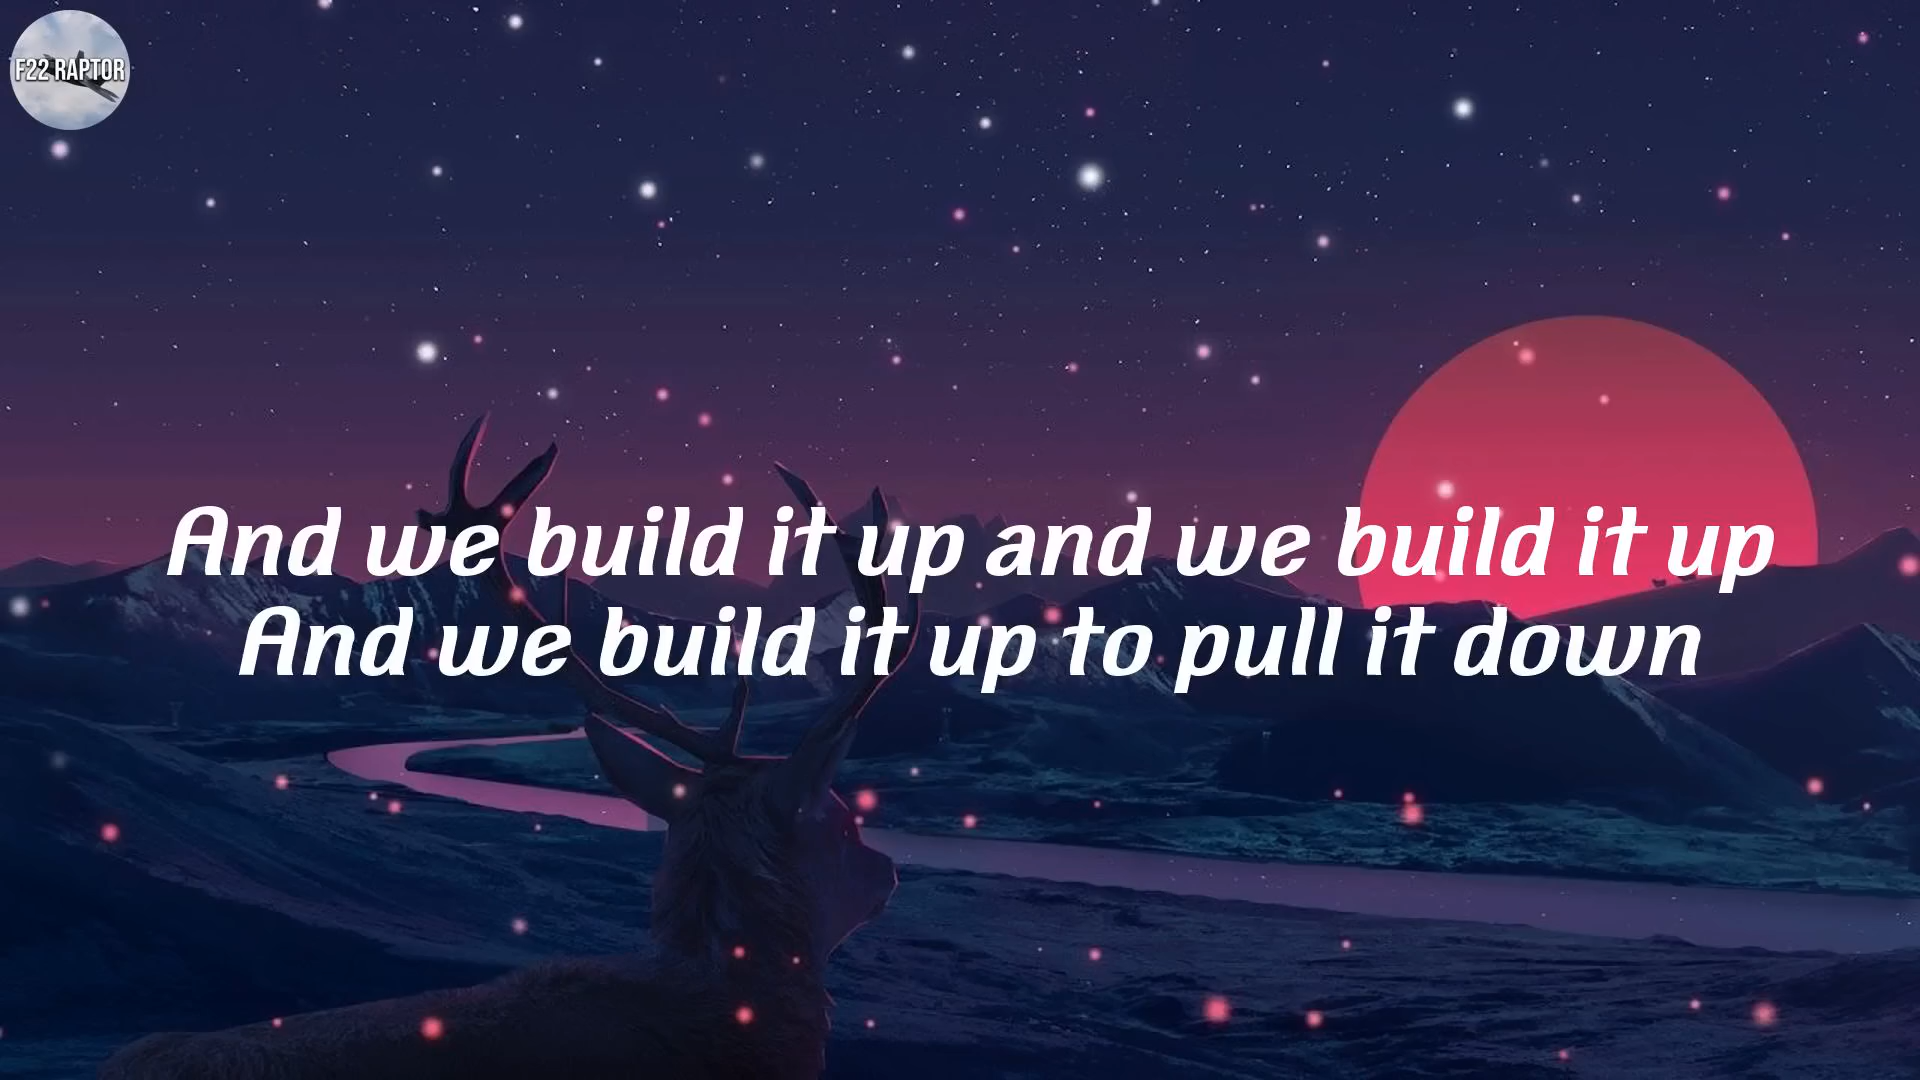 F22 RAPTOR
And we build it up and we build it up
And we build it up to pull it down